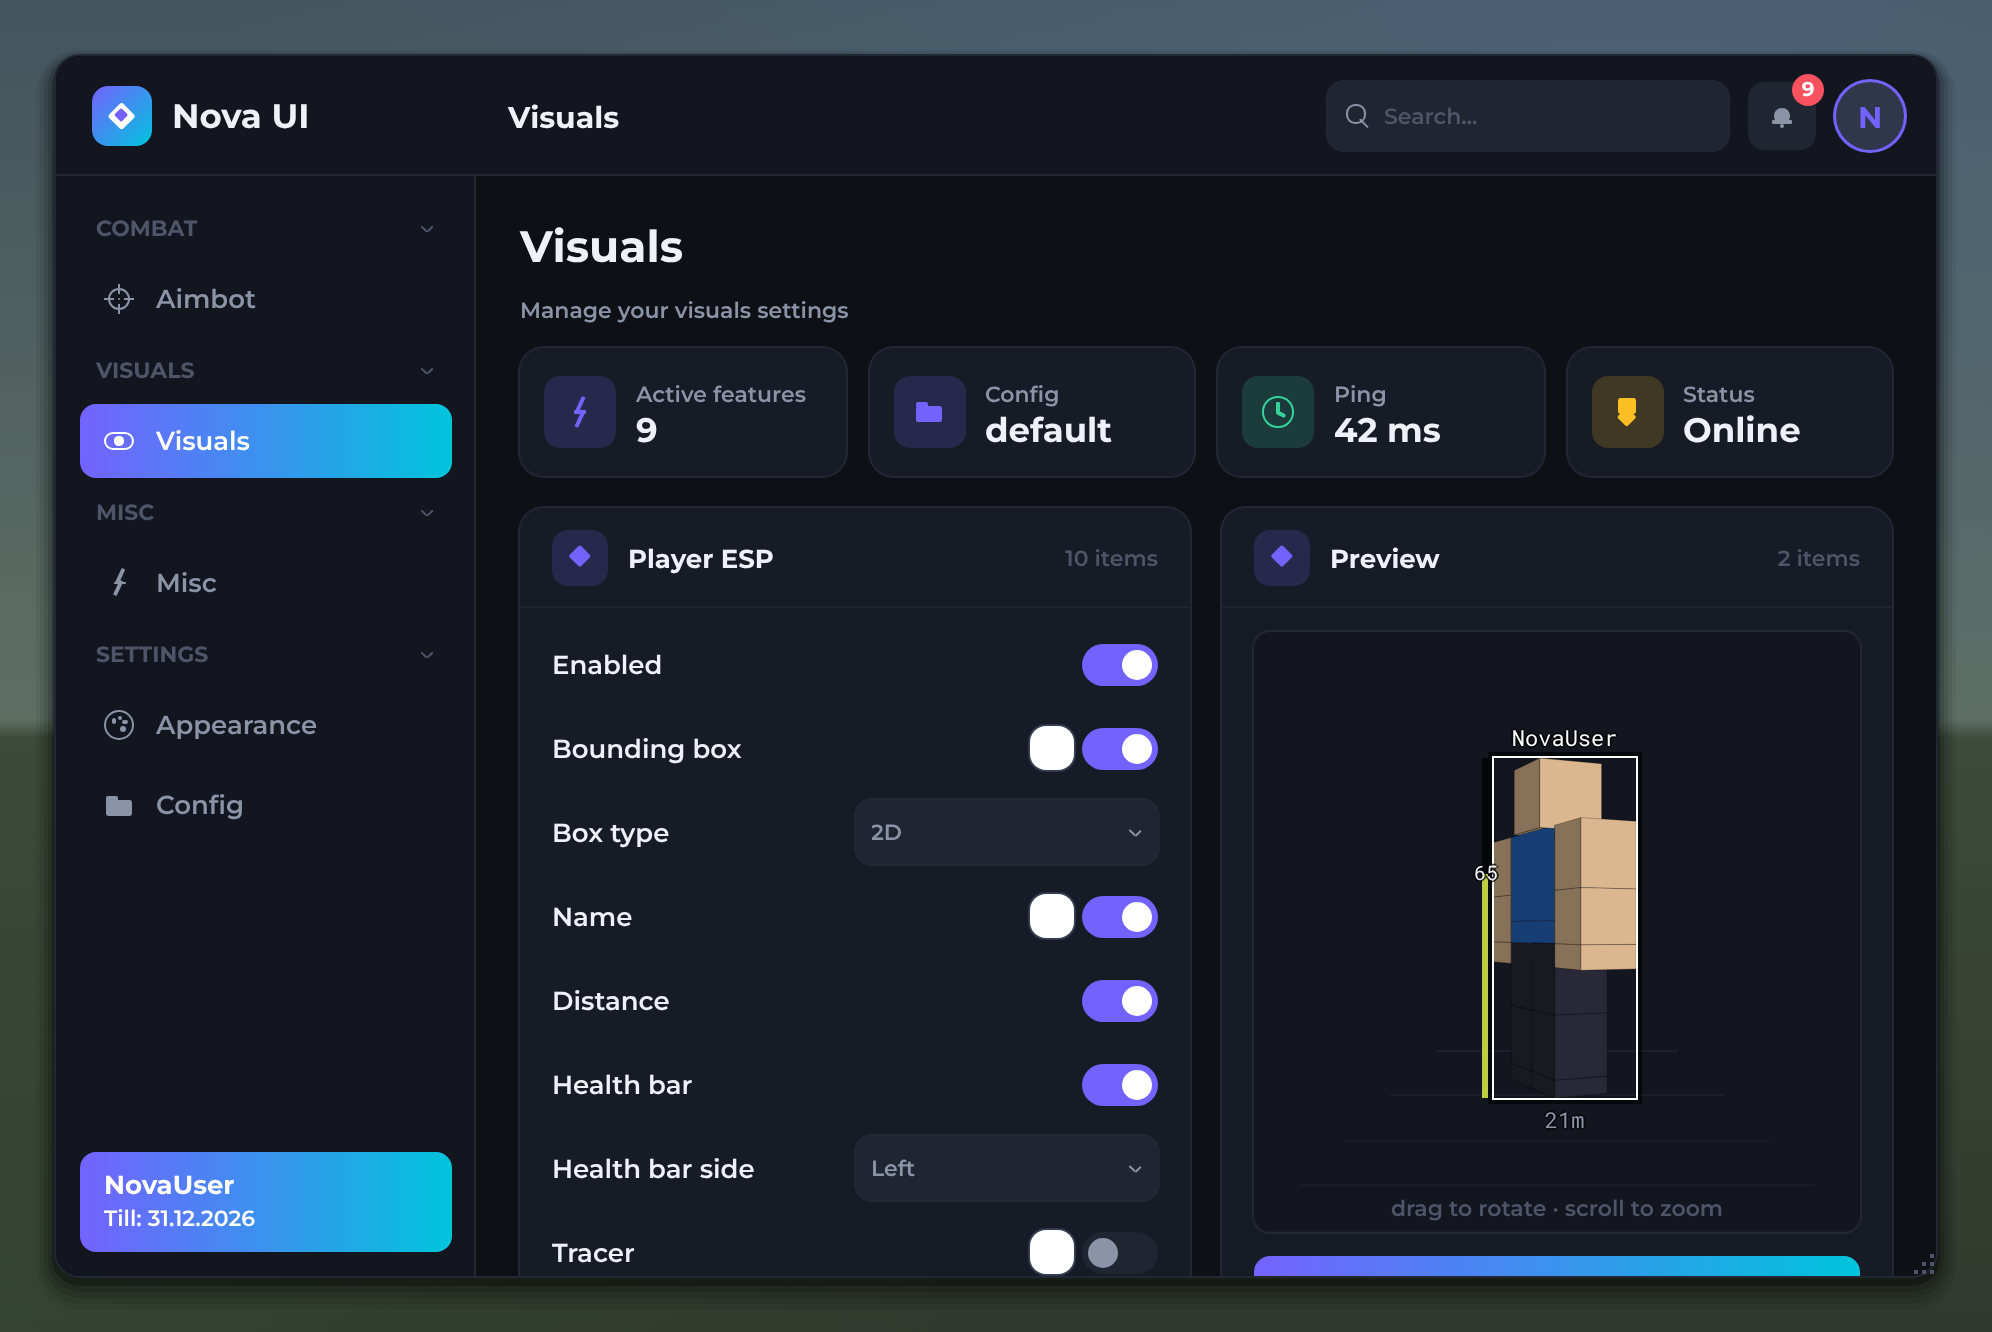 Nova UI
Visuals
Search...
9
N
COMBAT
Aimbot
VISUALS
Visuals
MISC
Misc
SETTINGS
Appearance
Config
NovaUser
Till: 31.12.2026
Visuals
Manage your visuals settings
Active features
9
Config
default
Ping
42 ms
Status
Online
Player ESP
10 items
Enabled
Bounding box
Box type
2D
Name
Distance
Health bar
Health bar side
Left
Tracer
Preview
2 items
NovaUser
65
21m
drag to rotate · scroll to zoom